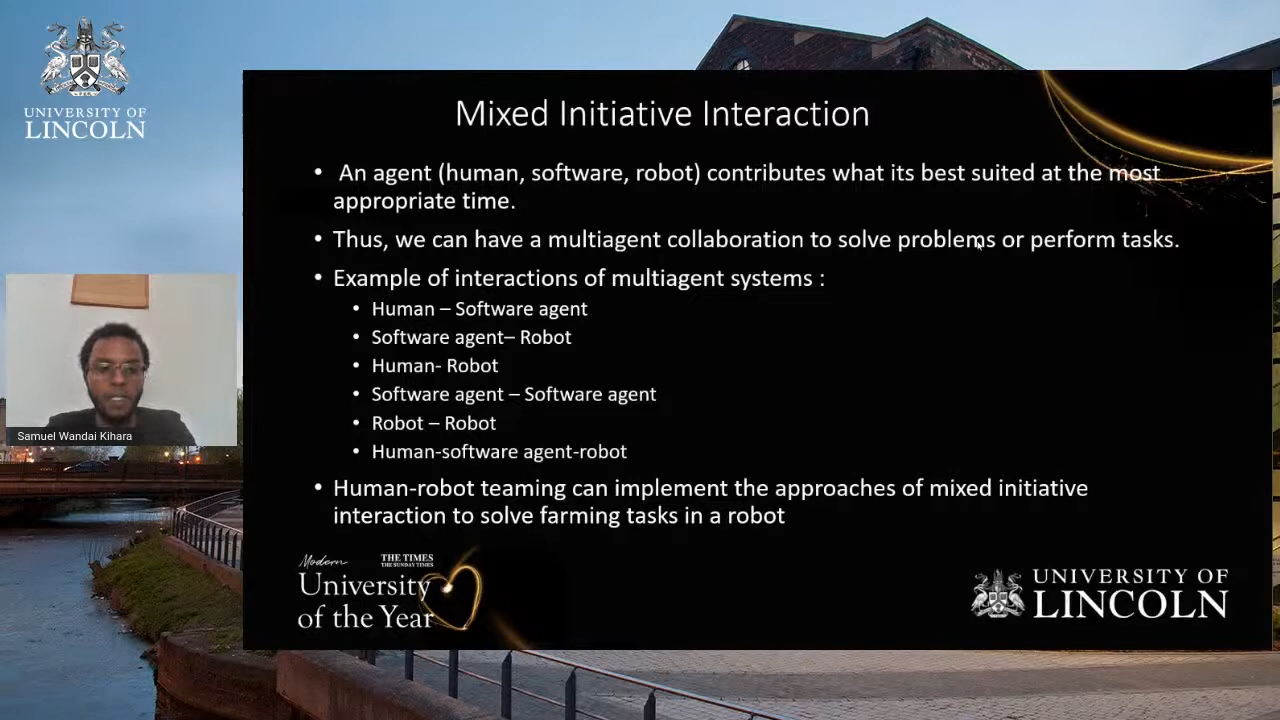 UNIVERSITY OF
LINCOLN
Mixed Initiative Interaction
• An agent (human, software, robot) contributes what its best suited at the most
appropriate time.
• Thus, we can have a multiagent collaboration to solve problems or perform tasks.
• Example of interactions of multiagent systems :
• Human – Software agent
• Software agent– Robot
• Human- Robot
• Software agent – Software agent
• Robot – Robot
• Human-software agent-robot
• Human-robot teaming can implement the approaches of mixed initiative
interaction to solve farming tasks in a robot
Samuel Wandai Kihara
Modern
THE TIMES
THE SUNDAY TIMES
University
of the Year
UNIVERSITY OF
LINCOLN